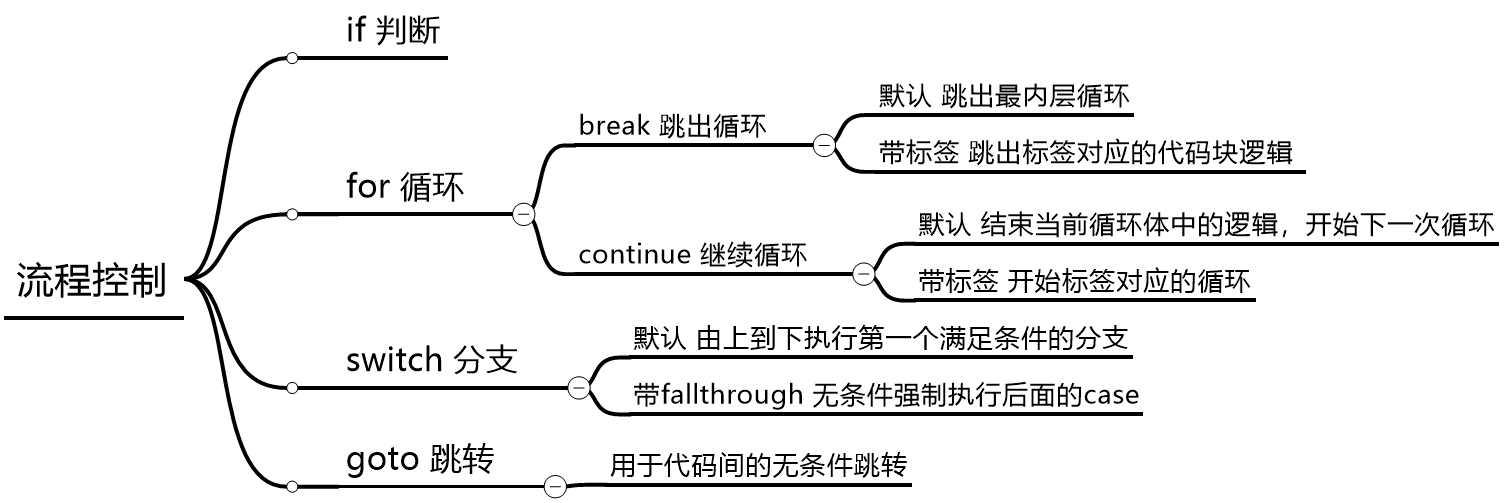 流程控制
if 判断
for 循环
break 跳出循环
默认 跳出最内层循环
带标签 跳出标签对应的代码块逻辑
continue 继续循环
默认 结束当前循环体中的逻辑，开始下一次循环
带标签 开始标签对应的循环
switch 分支
默认 由上到下执行第一个满足条件的分支
带fallthrough 无条件强制执行后面的case
goto 跳转
用于代码间的无条件跳转